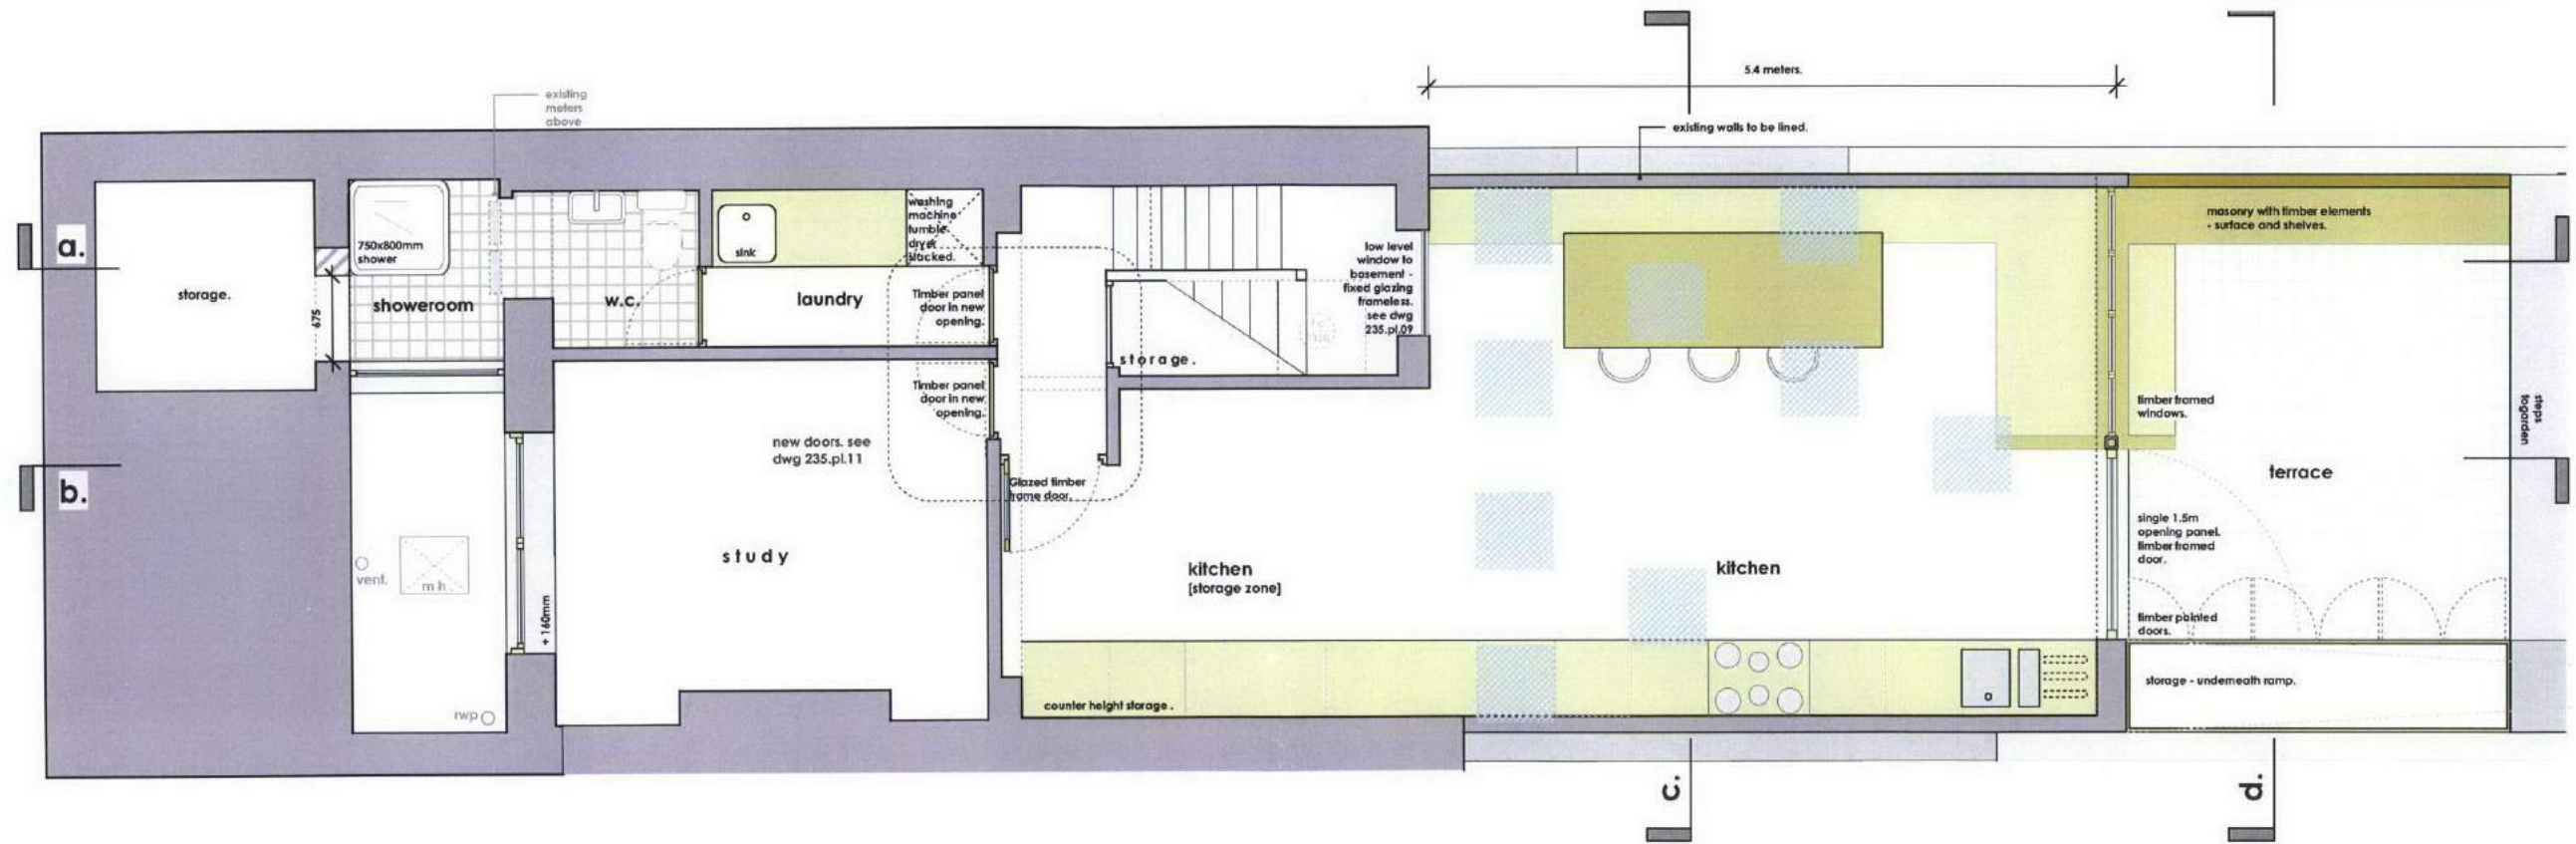 5.4 meters.
existing
meters
above
existing walls to be lined.
a.
storage.
675
750x800mm
shower
showeroom
w.c.
sink
washing
machine
tumble
dryer
stacked.
laundry
Timber panel
door in new
opening.
Timber panel
door in new
opening.
storage.
low level
window to
basement -
fixed glazing
frameless.
see dwg
235.pl.09
masonry with timber elements
- surface and shelves.
timber framed
windows.
steps
togarden
terrace
b.
new doors. see
dwg 235.pl.11
Glazed timber
frame door.
study
vent.
m h
+ 160mm
rwp
kitchen
[storage zone]
kitchen
single 1.5m
opening panel.
timber framed
door.
timber painted
doors.
counter height storage .
storage - underneath ramp.
c.
d.